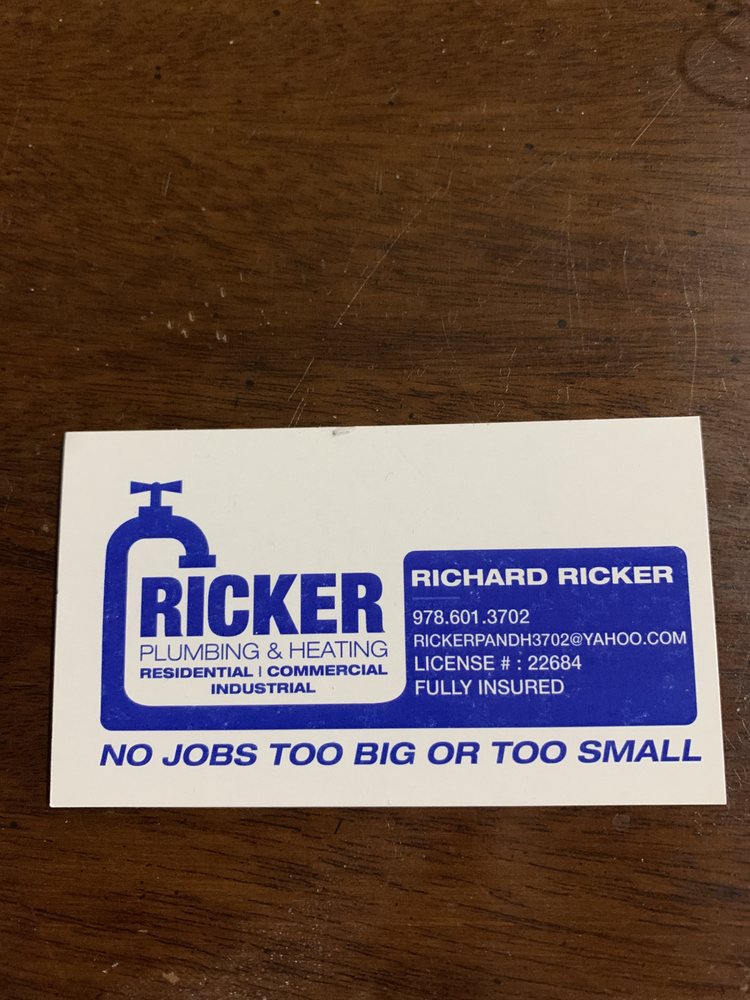 RICKER
PLUMBING & HEATING
RESIDENTIAL | COMMERCIAL
INDUSTRIAL
RICHARD RICKER
978.601.3702
RICKERPANDH3702@YAHOO.COM
LICENSE # : 22684
FULLY INSURED
NO JOBS TOO BIG OR TOO SMALL